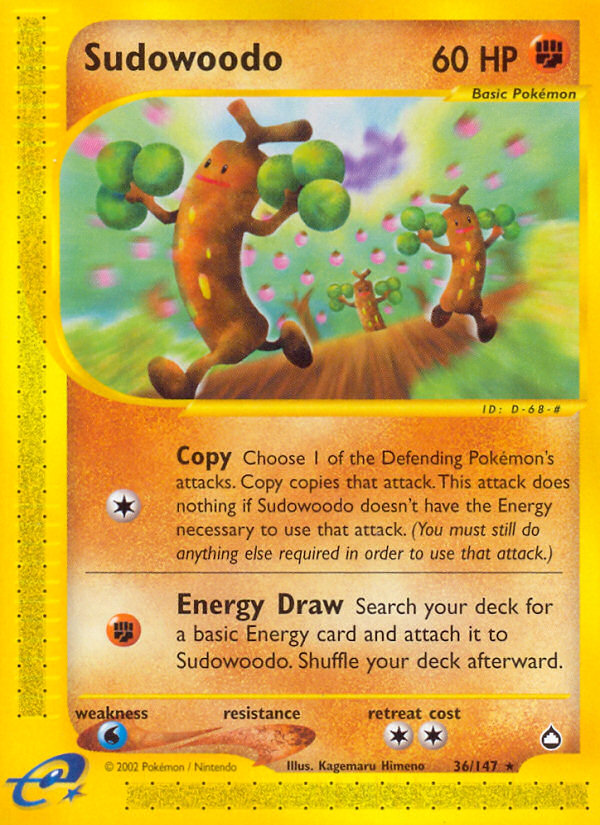 Sudowoodo
60 HP
Basic Pokémon
ID: D-68-#
Copy Choose 1 of the Defending Pokémon's
attacks. Copy copies that attack. This attack does
nothing if Sudowoodo doesn't have the Energy
necessary to use that attack. (You must still do
anything else required in order to use that attack.)
Energy Draw Search your deck for
a basic Energy card and attach it to
Sudowoodo. Shuffle your deck afterward.
weakness resistance retreat cost
© 2002 Pokémon / Nintendo Illus. Kagemaru Himeno 36/147 ★
e